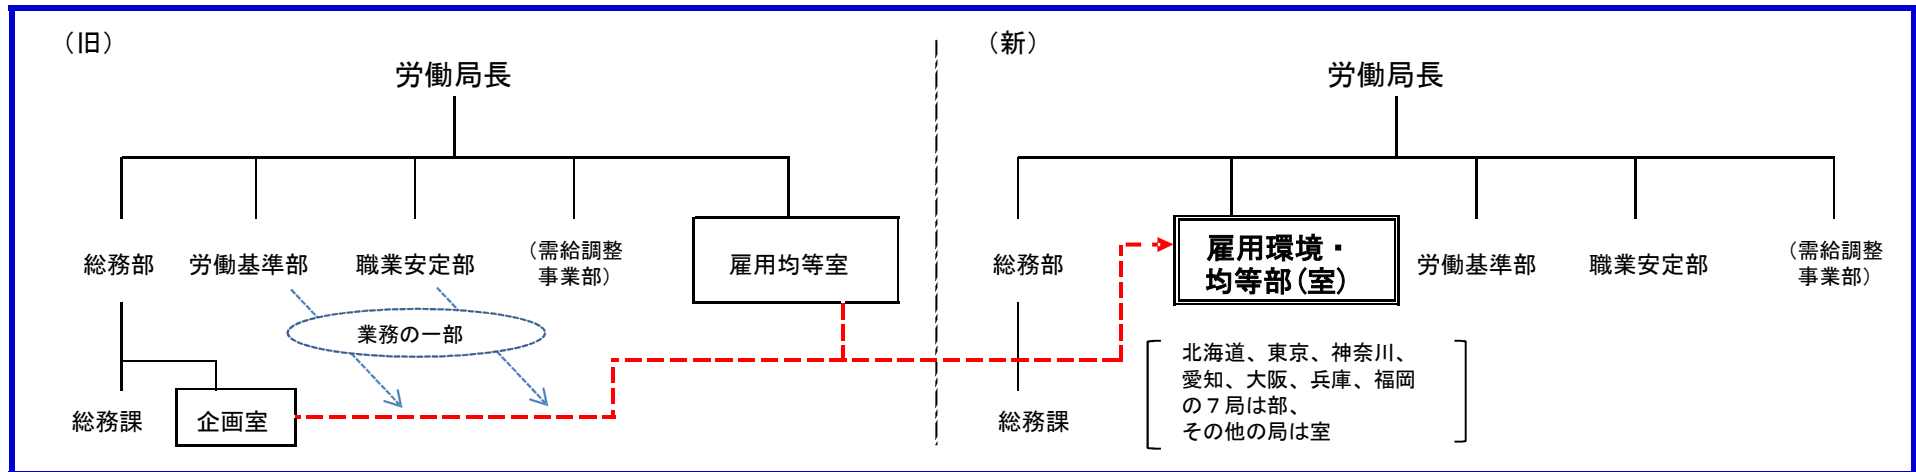 （旧）
労働局長
総務部
労働基準部
職業安定部
（需給調整
事業部）
雇用均等室
業務の一部
総務課
企画室
（新）
労働局長
総務部
雇用環境・
均等部（室）
労働基準部
職業安定部
（需給調整
事業部）
総務課
北海道、東京、神奈川、
愛知、大阪、兵庫、福岡
の７局は部、
その他の局は室